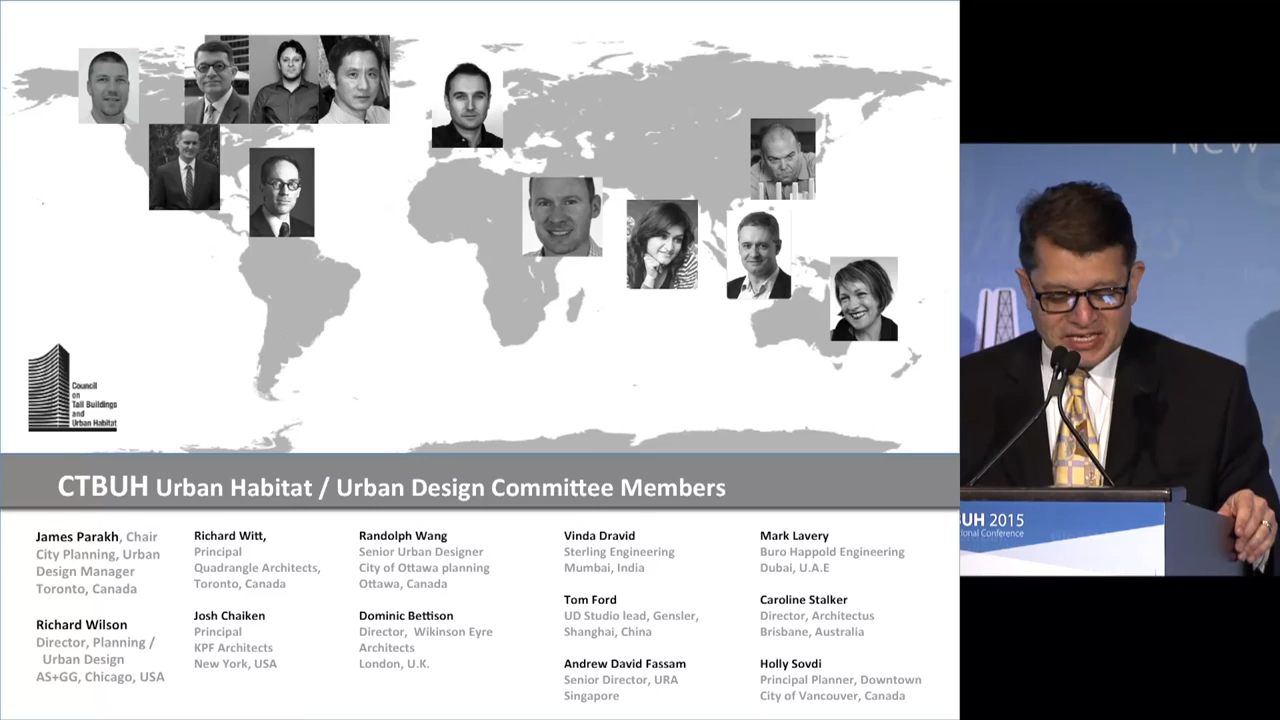 Council
on
Tall Buildings
and
Urban Habitat
CTBUH Urban Habitat / Urban Design Committee Members
James Parakh, Chair
City Planning, Urban
Design Manager
Toronto, Canada
Richard Wilson
Director, Planning /
Urban Design
AS+GG, Chicago, USA
Richard Witt,
Principal
Quadrangle Architects,
Toronto, Canada
Josh Chaiken
Principal
KPF Architects
New York, USA
Randolph Wang
Senior Urban Designer
City of Ottawa planning
Ottawa, Canada
Dominic Bettison
Director, Wikinson Eyre
Architects
London, U.K.
Vinda Dravid
Sterling Engineering
Mumbai, India
Tom Ford
UD Studio lead, Gensler,
Shanghai, China
Andrew David Fassam
Senior Director, URA
Singapore
Mark Lavery
Buro Happold Engineering
Dubai, U.A.E
Caroline Stalker
Director, Architectus
Brisbane, Australia
Holly Sovdi
Principal Planner, Downtown
City of Vancouver, Canada
New
BUH 2015
ional Conference